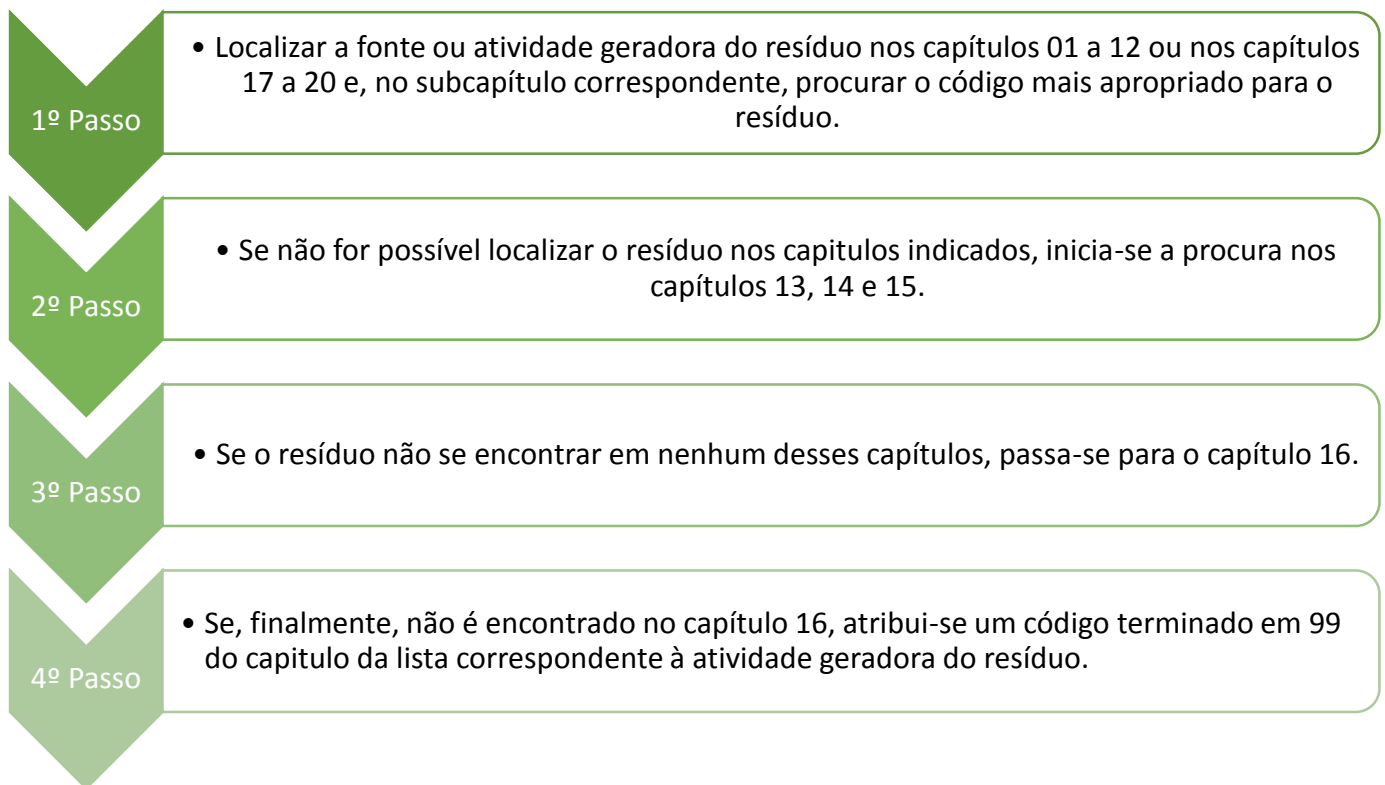 1º Passo
• Localizar a fonte ou atividade geradora do resíduo nos capítulos 01 a 12 ou nos capítulos
17 a 20 e, no subcapítulo correspondente, procurar o código mais apropriado para o
resíduo.
2º Passo
• Se não for possível localizar o resíduo nos capitulos indicados, inicia-se a procura nos
capítulos 13, 14 e 15.
3º Passo
• Se o resíduo não se encontrar em nenhum desses capítulos, passa-se para o capítulo 16.
4º Passo
• Se, finalmente, não é encontrado no capítulo 16, atribui-se um código terminado em 99
do capitulo da lista correspondente à atividade geradora do resíduo.